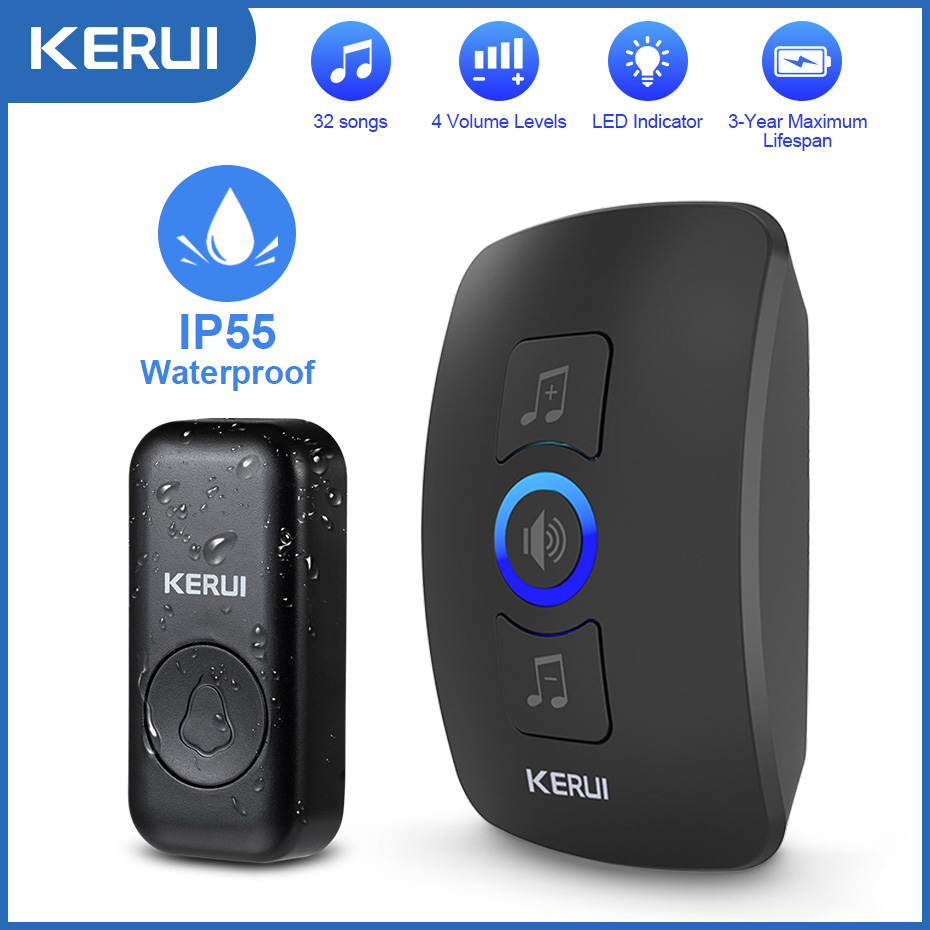 KERUI
32 songs
4 Volume Levels
LED Indicator
3-Year Maximum
Lifespan
IP55
Waterproof
KERUI
KERUI